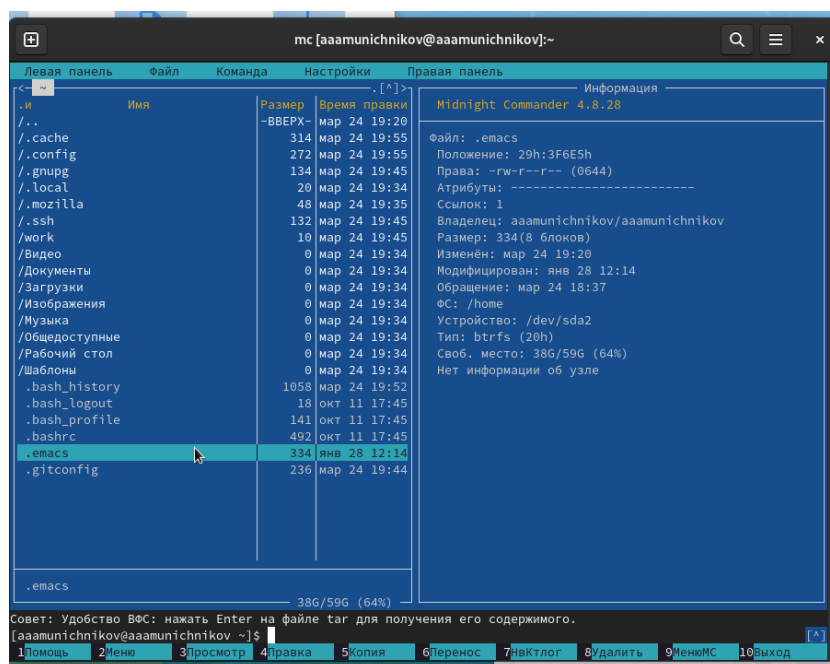 mc [aaamunichnikov@aaamunichnikov]:~
Левая панель Файл Команда Настройки Правая панель
<— ~ .[^]>
.и Имя Размер Время правки
/.. -ВВЕРХ- мар 24 19:20
/.cache 314 мар 24 19:55
/.config 272 мар 24 19:55
/.gnupg 134 мар 24 19:45
/.local 20 мар 24 19:34
/.mozilla 48 мар 24 19:35
/.ssh 132 мар 24 19:45
/work 10 мар 24 19:45
/Видео 0 мар 24 19:34
/Документы 0 мар 24 19:34
/Загрузки 0 мар 24 19:34
/Изображения 0 мар 24 19:34
/Музыка 0 мар 24 19:34
/Общедоступные 0 мар 24 19:34
/Рабочий стол 0 мар 24 19:34
/Шаблоны 0 мар 24 19:34
.bash_history 1058 мар 24 19:52
.bash_logout 18 окт 11 17:45
.bash_profile 141 окт 11 17:45
.bashrc 492 окт 11 17:45
.emacs 334 янв 28 12:14
.gitconfig 236 мар 24 19:44
.emacs
38G/59G (64%)
Информация
Midnight Commander 4.8.28
Файл: .emacs
Положение: 29h:3F6E5h
Права: -rw-r--r-- (0644)
Атрибуты: -------------------------
Ссылок: 1
Владелец: aaamunichnikov/aaamunichnikov
Размер: 334(8 блоков)
Изменён: мар 24 19:20
Модифицирован: янв 28 12:14
Обращение: мар 24 18:37
ФС: /home
Устройство: /dev/sda2
Тип: btrfs (20h)
Своб. место: 38G/59G (64%)
Нет информации об узле
Совет: Удобство ВФС: нажать Enter на файле tar для получения его содержимого.
[aaamunichnikov@aaamunichnikov ~]$ [^]
1Помощь 2Меню 3Просмотр 4Правка 5Копия 6Перенос 7НвКтлог 8Удалить 9МенюМС 10Выход